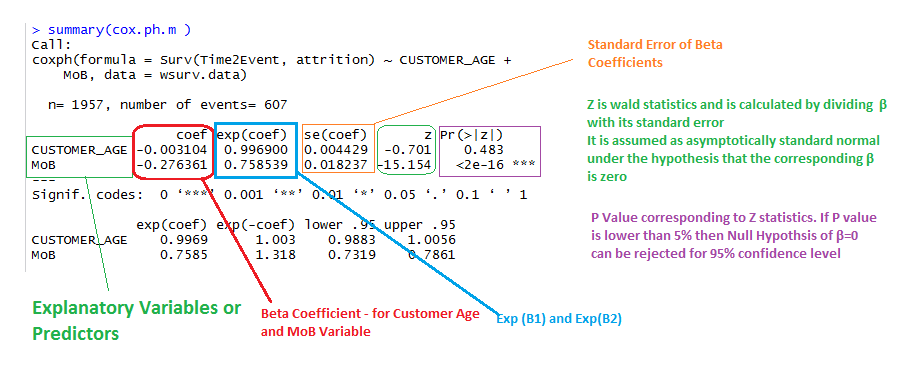 > summary(cox.ph.m )
Call:
coxph(formula = Surv(Time2Event, attrition) ~ CUSTOMER_AGE +
MoB, data = wsurv.data)
n= 1957, number of events= 607
coef exp(coef) se(coef) z Pr(>|z|)
CUSTOMER_AGE -0.003104 0.996900 0.004429 -0.701 0.483
MoB -0.276361 0.758539 0.018237 -15.154 <2e-16 ***
---
Signif. codes: 0 ‘***’ 0.001 ‘**’ 0.01 ‘*’ 0.05 ‘.’ 0.1 ‘ ’ 1
exp(coef) exp(-coef) lower .95 upper .95
CUSTOMER_AGE 0.9969 1.003 0.9883 1.0056
MoB 0.7585 1.318 0.7319 0.7861
Standard Error of Beta
Coefficients
Z is wald statistics and is calculated by dividing β
with its standard error
It is assumed as asymptotically standard normal
under the hypothesis that the corresponding β
is zero
P Value corresponding to Z statistics. If P value
is lower than 5% then Null Hypothsis of β=0
can be rejected for 95% confidence level
Explanatory Variables or
Predictors
Beta Coefficient - for Customer Age
and MoB Variable
Exp (B1) and Exp(B2)